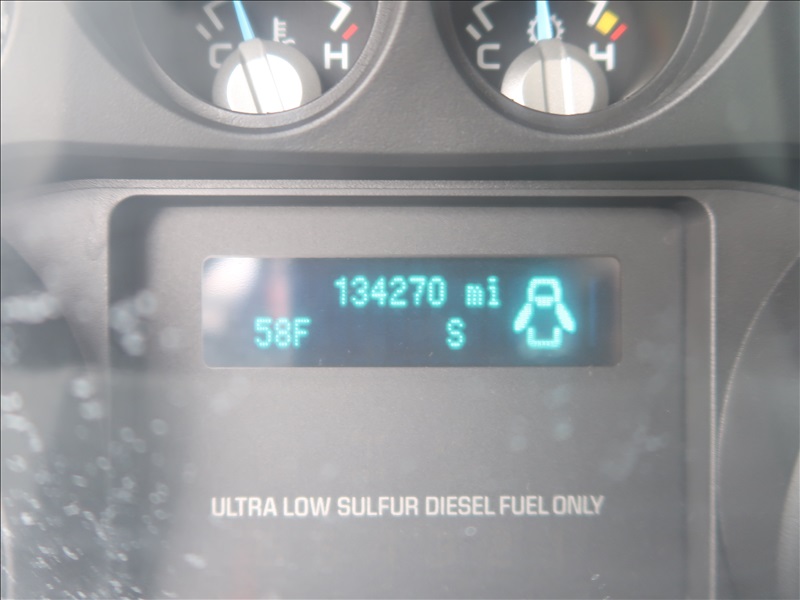 C H C H
134270 mi
58F S
ULTRA LOW SULFUR DIESEL FUEL ONLY